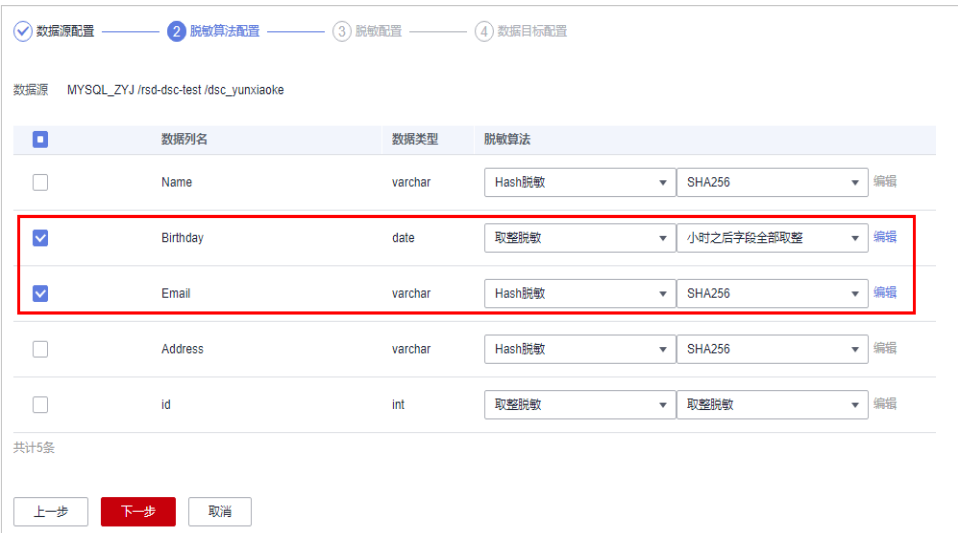 数据源配置 2 脱敏算法配置 3 脱敏配置 4 数据目标配置
数据源 MYSQL_ZYJ /rsd-dsc-test /dsc_yunxiaoke
数据列名 数据类型 脱敏算法
Name varchar Hash脱敏 SHA256 编辑
Birthday date 取整脱敏 小时之后字段全部取整 编辑
Email varchar Hash脱敏 SHA256 编辑
Address varchar Hash脱敏 SHA256 编辑
id int 取整脱敏 取整脱敏 编辑
共计5条
上一步 下一步 取消